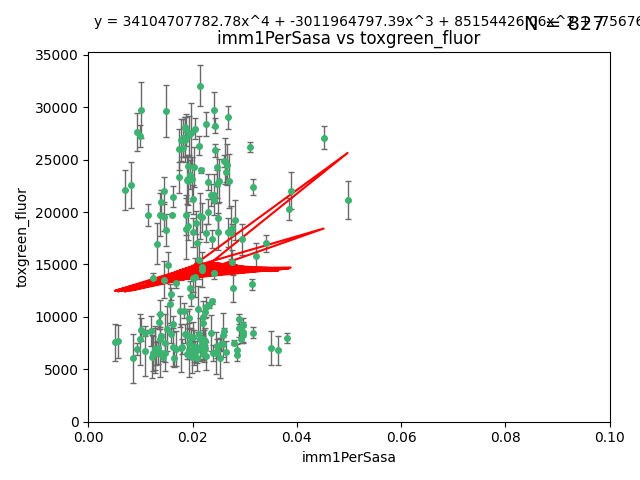 y = 34104707782.78x^4 + -3011964797.39x^3 + 85154426.
N = 827
imm1PerSasa vs toxgreen_fluor
35000
30000
25000
20000
15000
10000
5000
0
toxgreen_fluor
0.00 0.02 0.04 0.06 0.08 0.10
imm1PerSasa